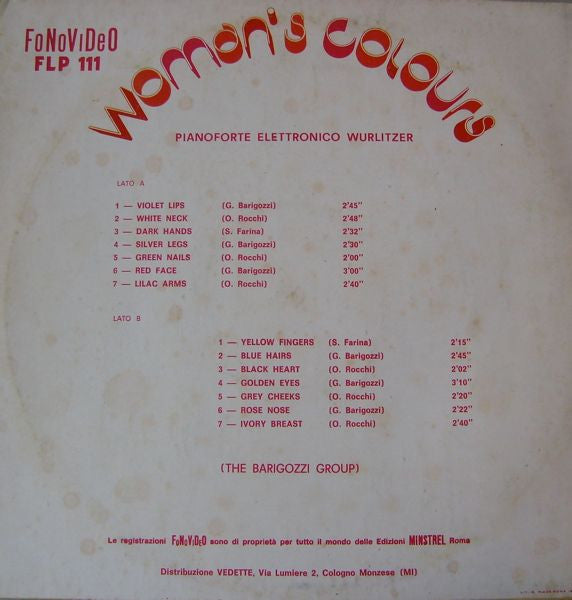 Woman's Colours
FoNoViDeO
FLP 111
PIANOFORTE ELETTRONICO WURLITZER
LATO A
1 — VIOLET LIPS (G. Barigozzi) 2'45"
2 — WHITE NECK (O. Rocchi) 2'48"
3 — DARK HANDS (S. Farina) 2'32"
4 — SILVER LEGS (G. Barigozzi) 2'30"
5 — GREEN NAILS (O. Rocchi) 2'00"
6 — RED FACE (G. Barigozzi) 3'00"
7 — LILAC ARMS (O. Rocchi) 2'40"
LATO B
1 — YELLOW FINGERS (S. Farina) 2'15"
2 — BLUE HAIRS (G. Barigozzi) 2'45"
3 — BLACK HEART (O. Rocchi) 2'02"
4 — GOLDEN EYES (G. Barigozzi) 3'10"
5 — GREY CHEEKS (O. Rocchi) 2'20"
6 — ROSE NOSE (G. Barigozzi) 2'22"
7 — IVORY BREAST (O. Rocchi) 2'40"
(THE BARIGOZZI GROUP)
Le registrazioni FoNoViDeO sono di proprietà per tutto il mondo delle Edizioni MINSTREL Roma
Distribuzione VEDETTE, Via Lumiere 2, Cologno Monzese (MI)